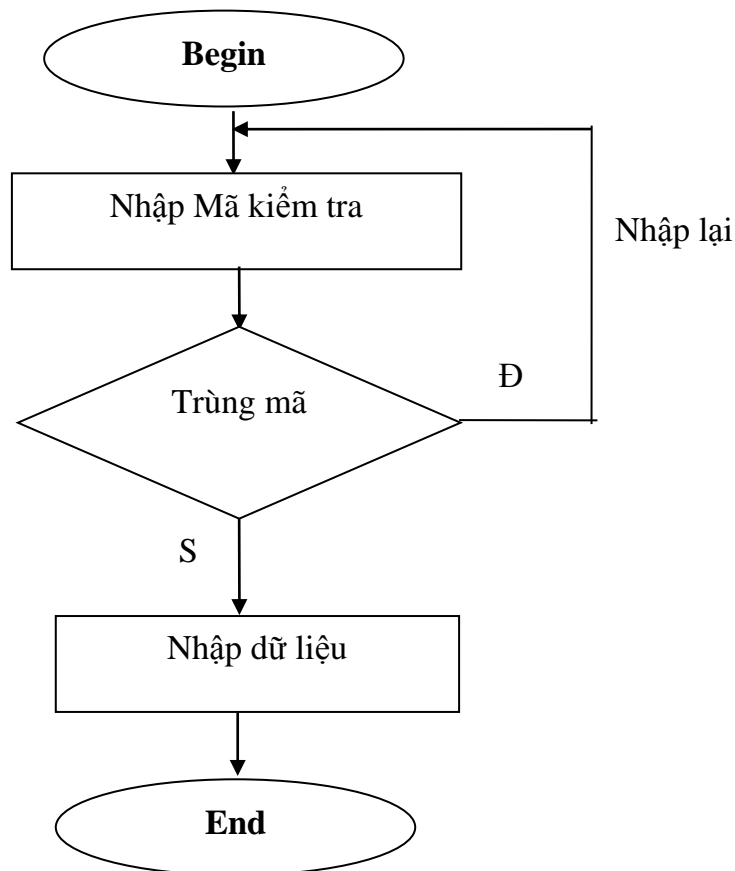 Begin
Nhập Mã kiểm tra
Nhập lại
Trùng mã
Đ
S
Nhập dữ liệu
End